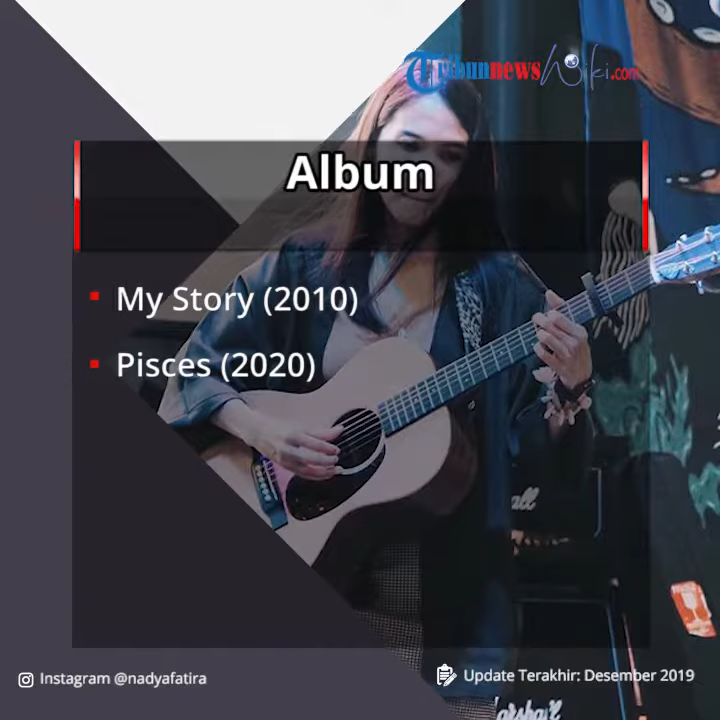 TribunnewsWiki.com
Album
My Story (2010)
Pisces (2020)
Instagram @nadyafatira
Update Terakhir: Desember 2019